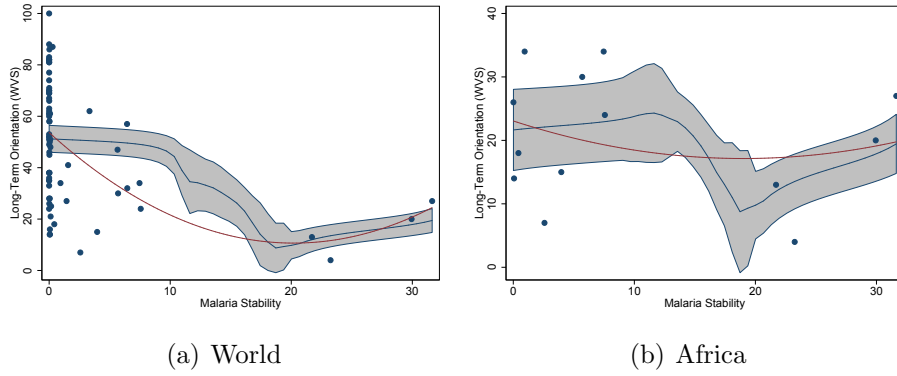 Long-Term Orientation (WVS)
0 20 40 60 80 100
0 10 20 30
Malaria Stability
(a) World
Long-Term Orientation (WVS)
0 10 20 30 40
0 10 20 30
Malaria Stability
(b) Africa